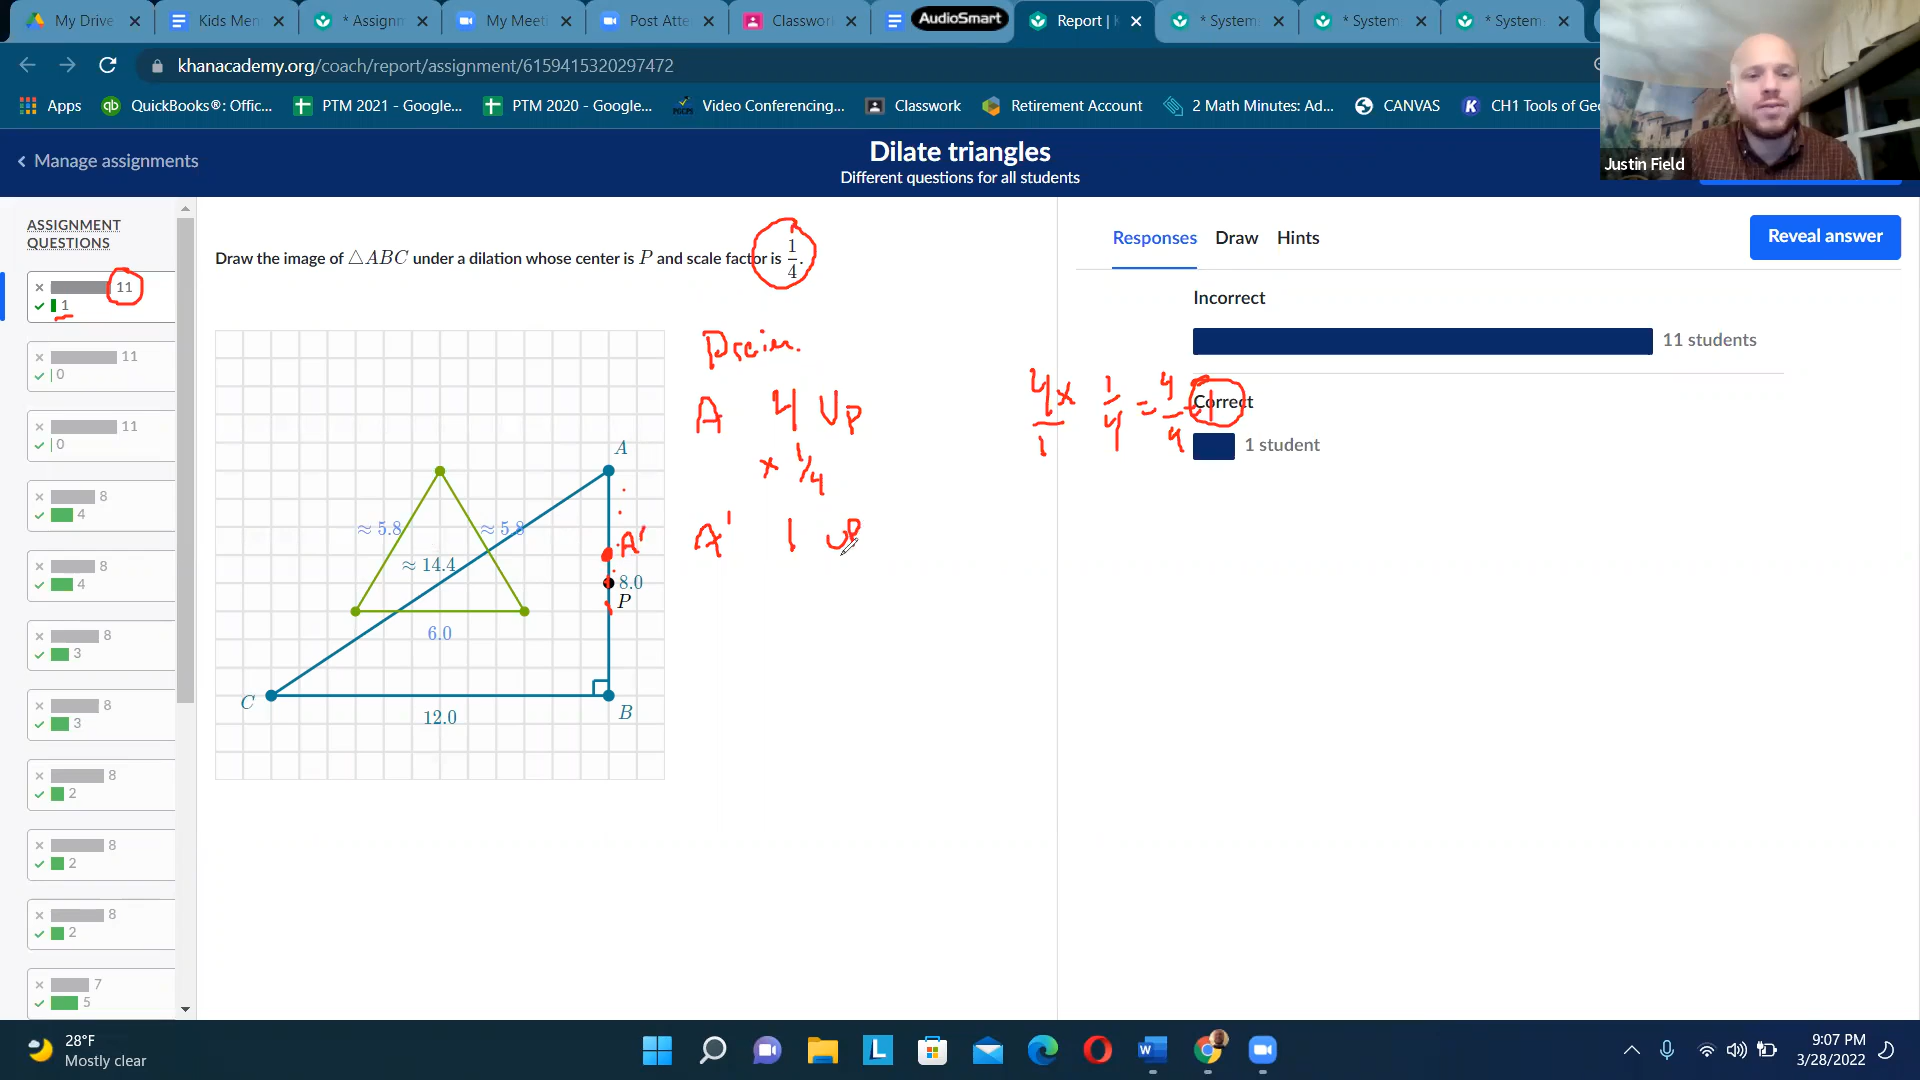 My Drive
Kids Mem
* Assignm
My Meeti
Post Atte
Classwor
AudioSmart
Report |
* System
* System
* System
khanacademy.org/coach/report/assignment/6159415320297472
Apps
QuickBooks®: Offic...
PTM 2021 - Google...
PTM 2020 - Google...
Video Conferencing...
Classwork
Retirement Account
2 Math Minutes: Ad...
CANVAS
CH1 Tools of Geo
Justin Field
Manage assignments
Dilate triangles
Different questions for all students
ASSIGNMENT
QUESTIONS
11
1
11
0
11
0
8
4
8
4
8
3
8
3
8
2
8
2
8
2
7
5
Draw the image of △ABC under a dilation whose center is P and scale factor is 1/4.
A
≈ 5.8
≈ 5.8
≈ 14.4
A'
8.0
P
6.0
C
12.0
B
A 4 UP
x 1/4
A' 1 UP
4/1 x 1/4 = 4/4 = 1
Responses
Draw
Hints
Reveal answer
Incorrect
11 students
Correct
1 student
28°F
Mostly clear
9:07 PM
3/28/2022